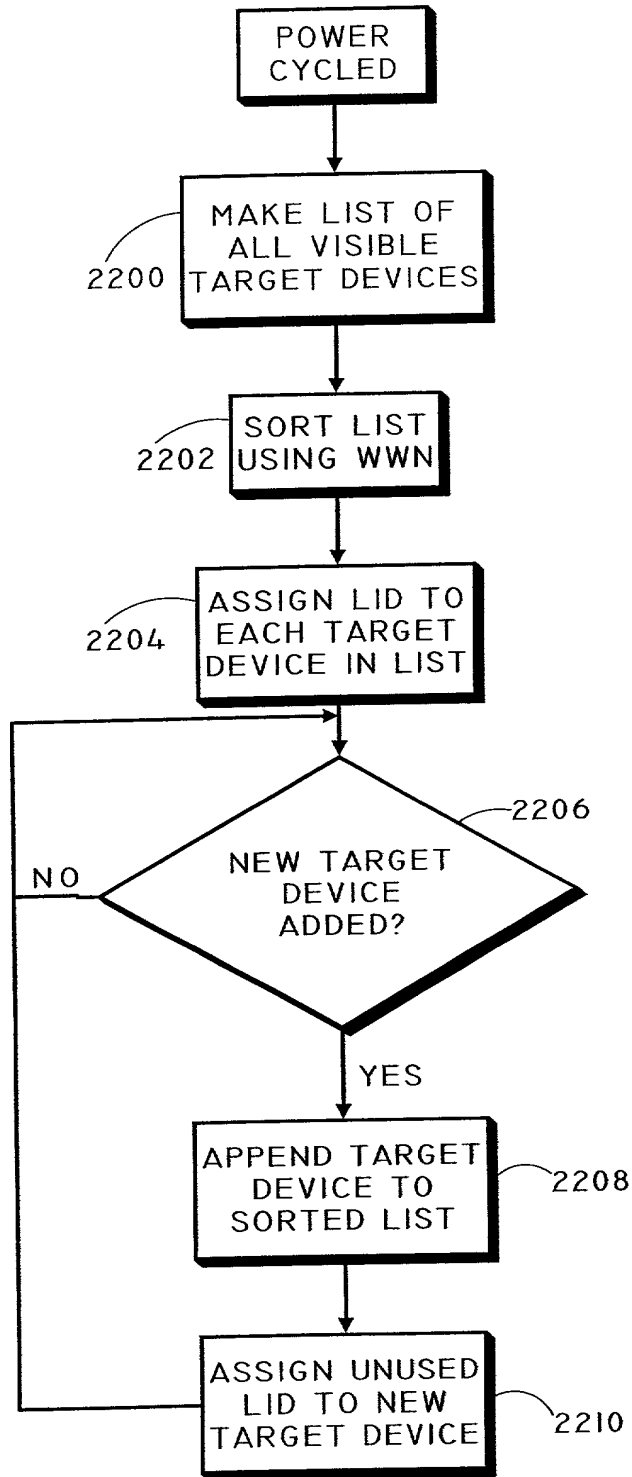 POWER
CYCLED
MAKE LIST OF
ALL VISIBLE
TARGET DEVICES
2200
SORT LIST
USING WWN
2202
ASSIGN LID TO
EACH TARGET
DEVICE IN LIST
2204
2206
NEW TARGET
DEVICE
ADDED?
NO
YES
APPEND TARGET
DEVICE TO
SORTED LIST
2208
ASSIGN UNUSED
LID TO NEW
TARGET DEVICE
2210